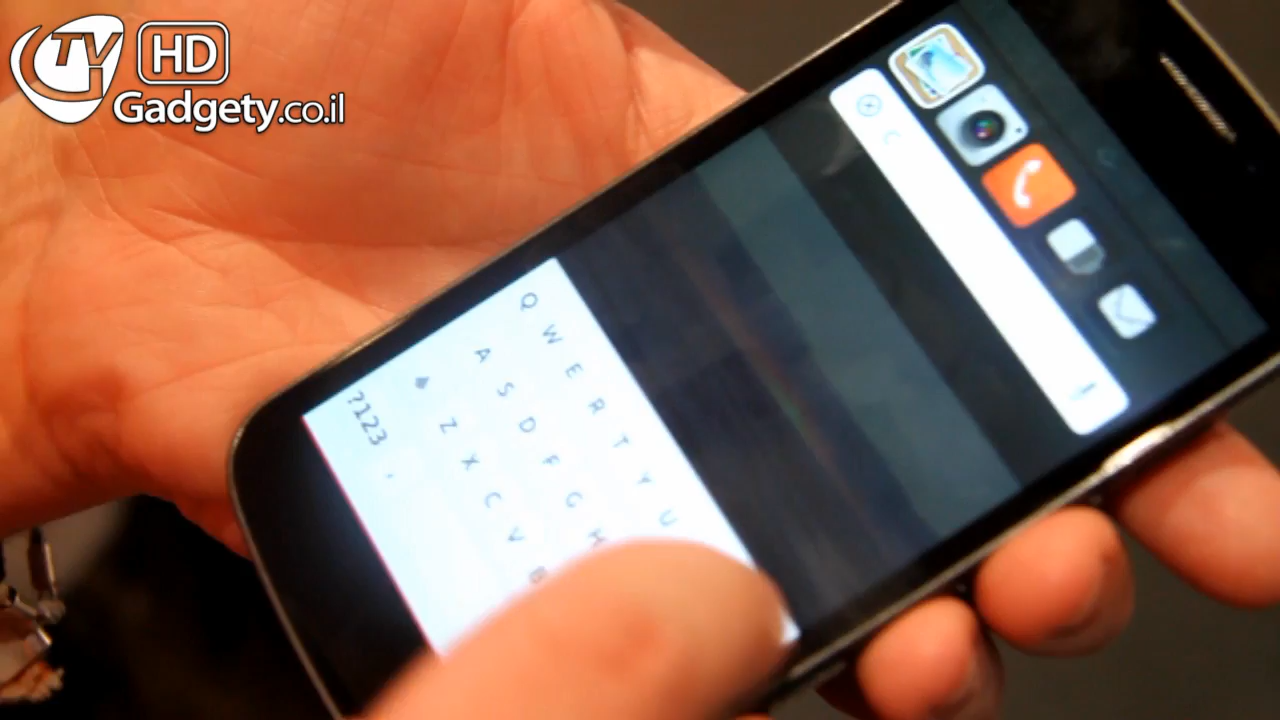 TV HD
Gadgety.co.il
Q W E R T Y U
A S D F G H
Z X C V B
?123 ,